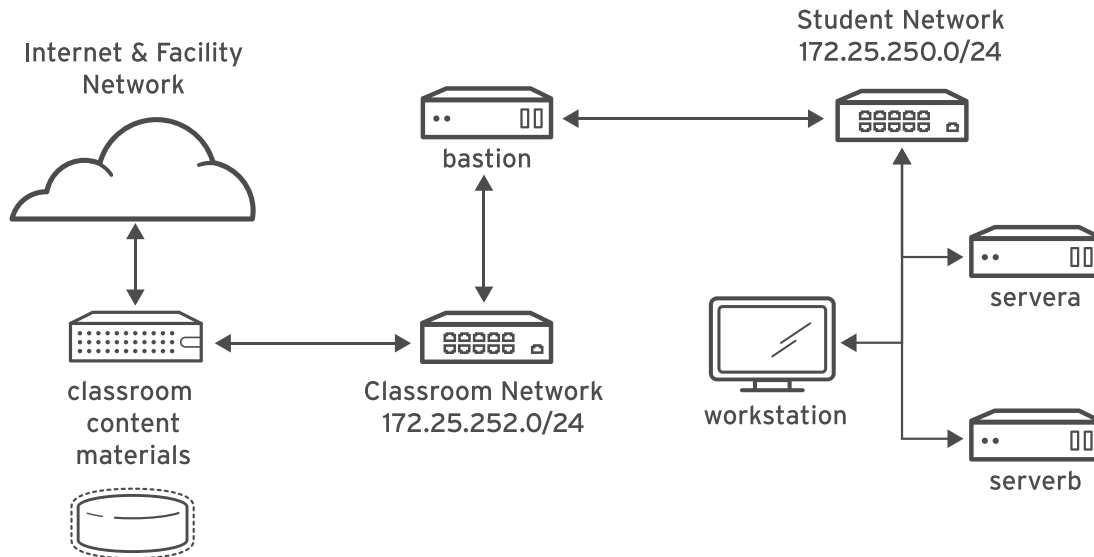 Internet & Facility
Network
Student Network
172.25.250.0/24
bastion
servera
classroom
content
materials
Classroom Network
172.25.252.0/24
workstation
serverb